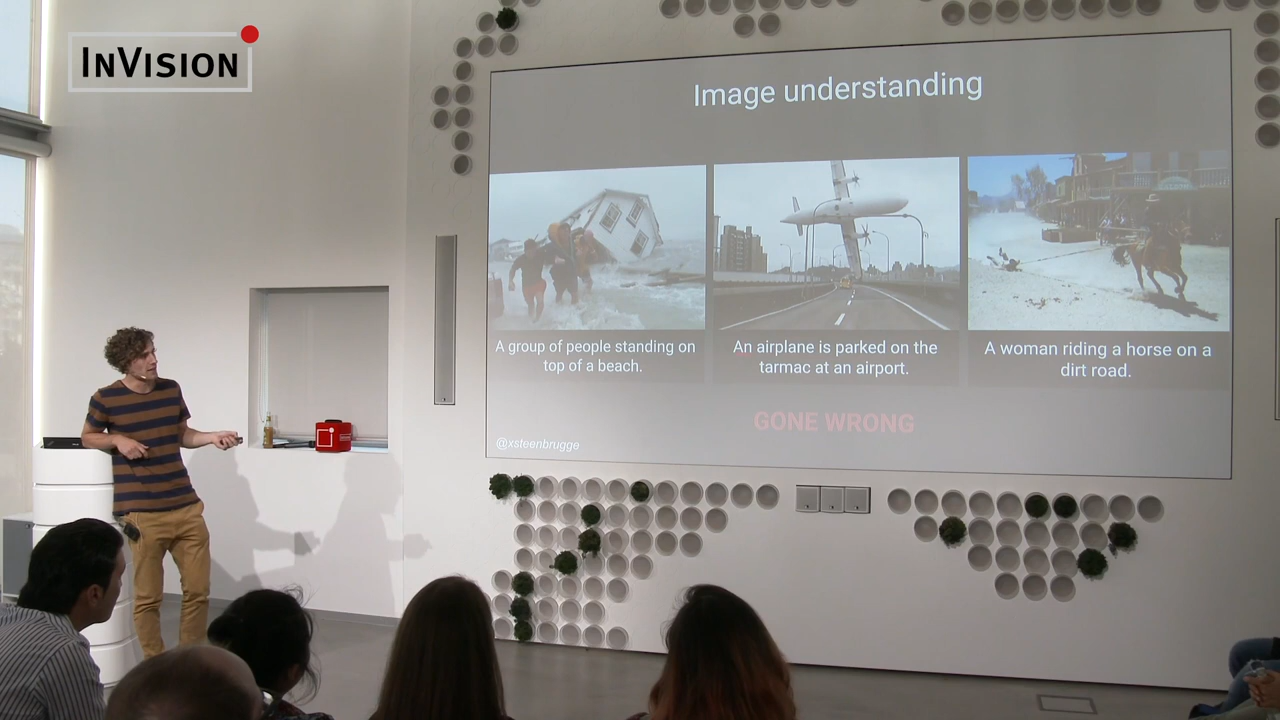 INVISION
Image understanding
A group of people standing on
top of a beach.
An airplane is parked on the
tarmac at an airport.
A woman riding a horse on a
dirt road.
GONE WRONG
@xsteenbrugge